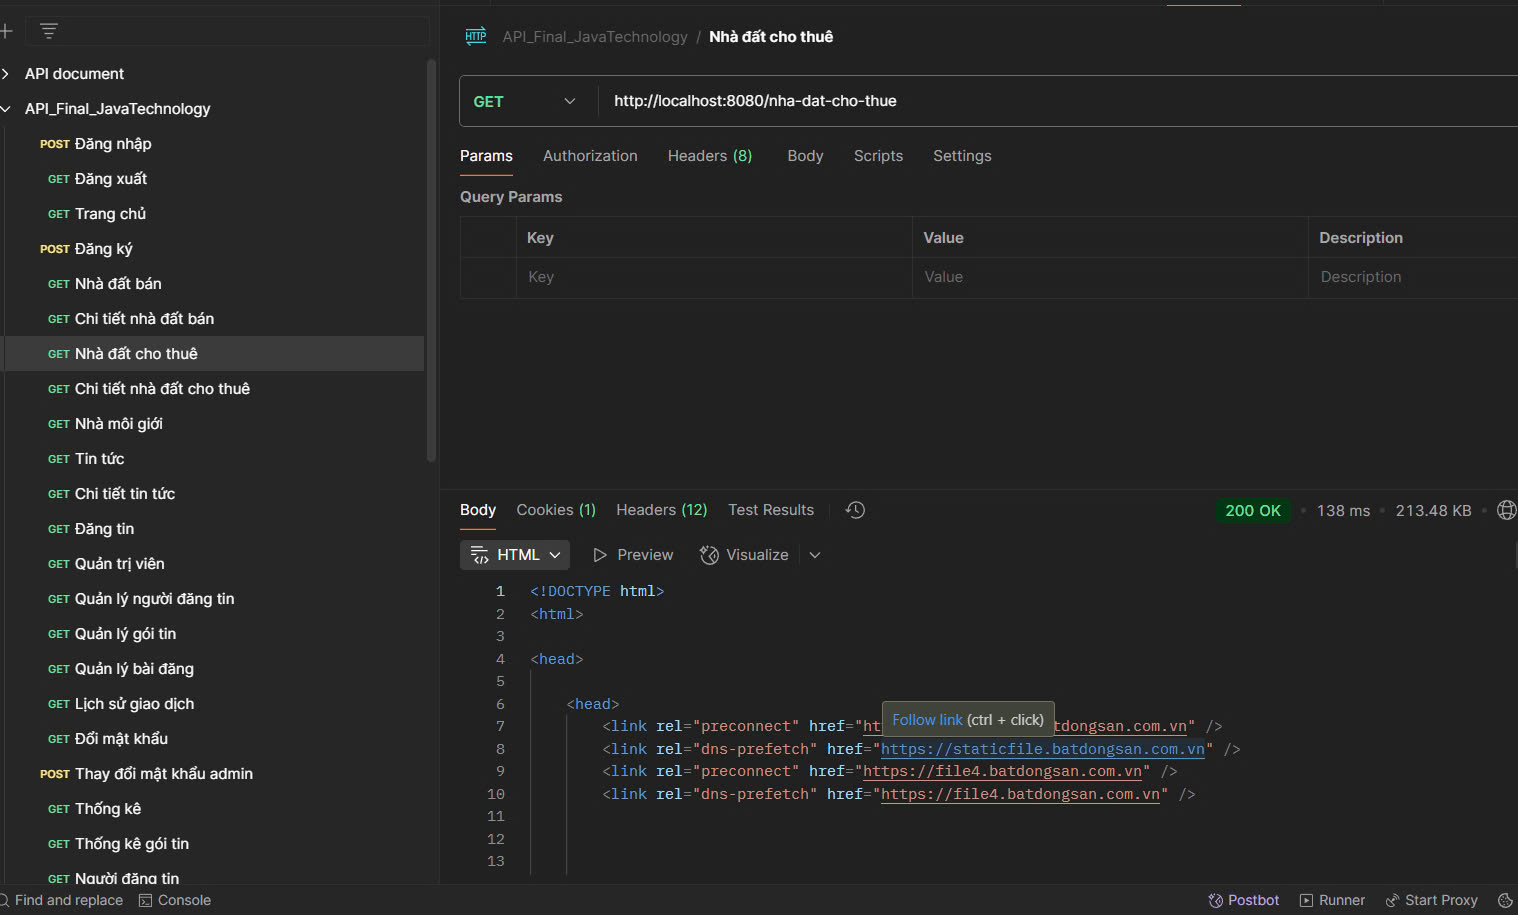 API document
API_Final_JavaTechnology
POST Đăng nhập
GET Đăng xuất
GET Trang chủ
POST Đăng ký
GET Nhà đất bán
GET Chi tiết nhà đất bán
GET Nhà đất cho thuê
GET Chi tiết nhà đất cho thuê
GET Nhà môi giới
GET Tin tức
GET Chi tiết tin tức
GET Đăng tin
GET Quản trị viên
GET Quản lý người đăng tin
GET Quản lý gói tin
GET Quản lý bài đăng
GET Lịch sử giao dịch
GET Đổi mật khẩu
POST Thay đổi mật khẩu admin
GET Thống kê
GET Thống kê gói tin
GET Người đăng tin
HTTP API_Final_JavaTechnology / Nhà đất cho thuê
GET http://localhost:8080/nha-dat-cho-thue
Params Authorization Headers (8) Body Scripts Settings
Query Params
Key Value Description
Key Value Description
Body Cookies (1) Headers (12) Test Results 200 OK • 138 ms • 213.48 KB •
HTML Preview Visualize
1 <!DOCTYPE html>
2 <html>
3
4 <head>
5
6 <head>
Follow link (ctrl + click)
7 <link rel="preconnect" href="ht tdongsan.com.vn" />
8 <link rel="dns-prefetch" href="https://staticfile.batdongsan.com.vn" />
9 <link rel="preconnect" href="https://file4.batdongsan.com.vn" />
10 <link rel="dns-prefetch" href="https://file4.batdongsan.com.vn" />
11
12
13
Find and replace Console Postbot Runner Start Proxy